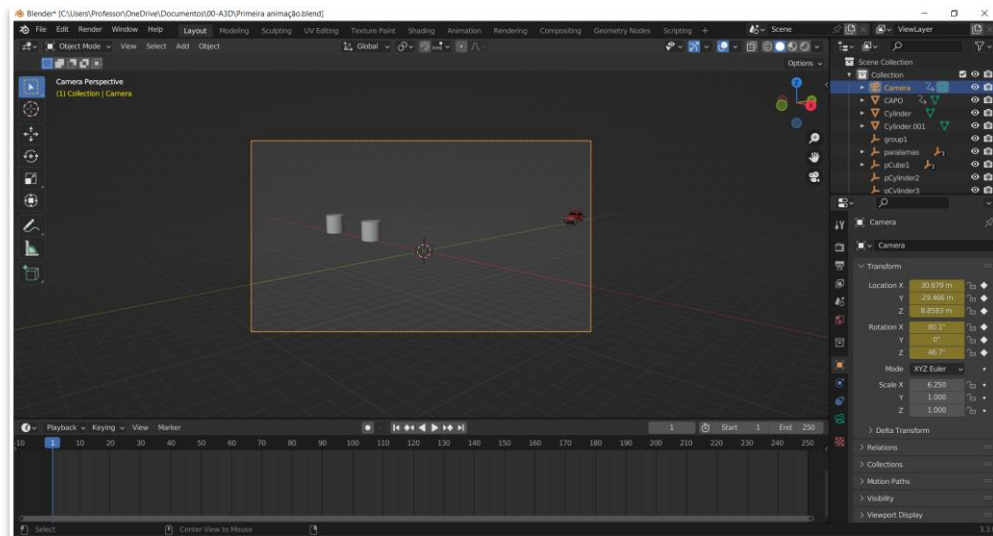 Blender* [C:\Users\Professor\OneDrive\Documentos\00-A3D\Primeira animação.blend]
File Edit Render Window Help Layout Modeling Sculpting UV Editing Texture Paint Shading Animation Rendering Compositing Geometry Nodes Scripting + Scene ViewLayer
Object Mode View Select Add Object Global
Options
Camera Perspective
(1) Collection | Camera
Z
Scene Collection
Collection
Camera
CAPO
Cylinder
Cylinder.001
group1
paralamas 3
pCube1
pCylinder2
pCylinder3
Camera
Camera
Transform
Location X 30.879 m
Y -29.466 m
Z 8.8583 m
Rotation X 80.1°
Y 0°
Z 46.7°
Mode XYZ Euler
Scale X 6.250
Y 1.000
Z 1.000
Delta Transform
Relations
Collections
Motion Paths
Visibility
Viewport Display
Playback Keying View Marker 1 Start 1 End 250
-10 1 10 20 30 40 50 60 70 80 90 100 110 120 130 140 150 160 170 180 190 200 210 220 230 240 250
Select Center View to Mouse